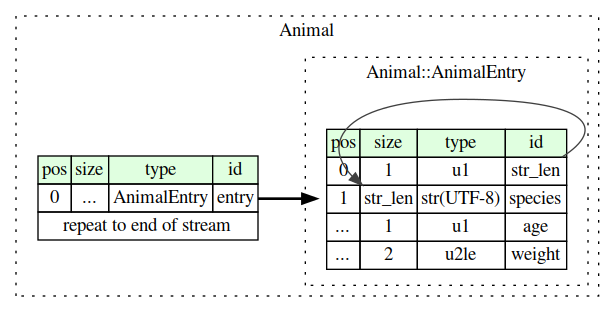 Animal
Animal::AnimalEntry
pos size type id
0 ... AnimalEntry entry
repeat to end of stream
pos size type id
0 1 u1 str_len
1 str_len str(UTF-8) species
... 1 u1 age
... 2 u2le weight